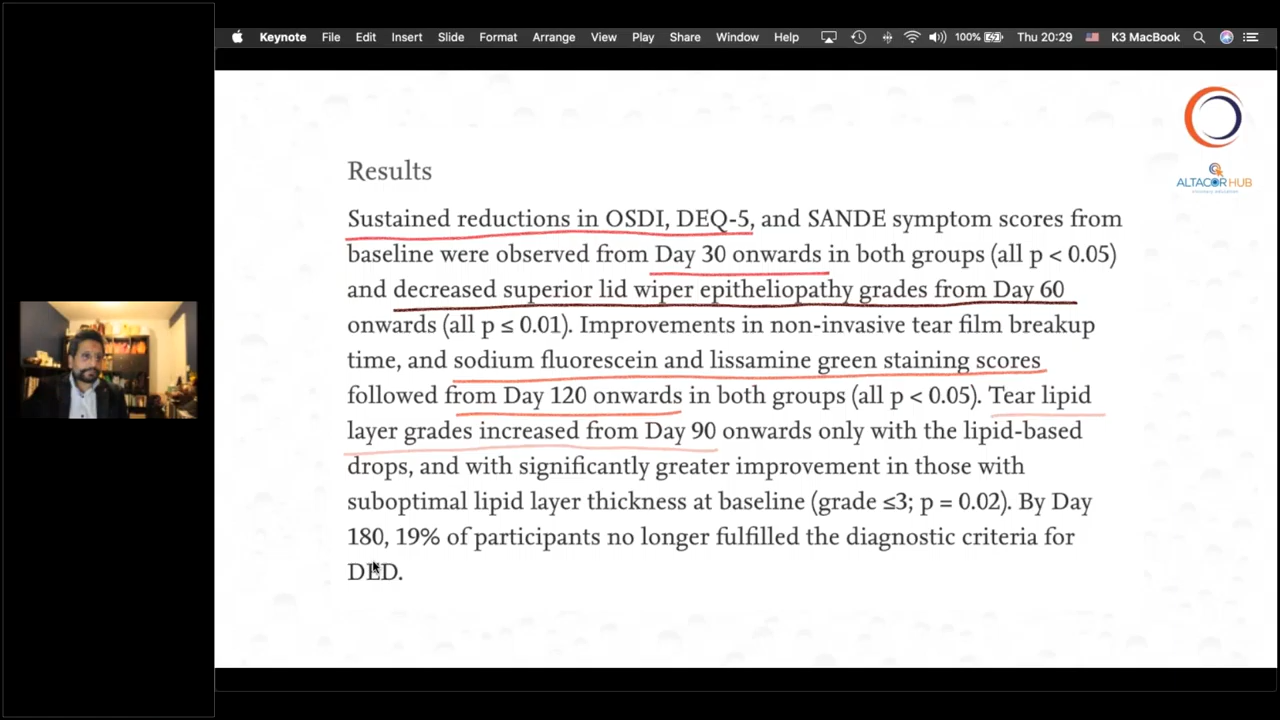 Keynote File Edit Insert Slide Format Arrange View Play Share Window Help 100% Thu 20:29 K3 MacBook
ALTACOR HUB
Results
Sustained reductions in OSDI, DEQ-5, and SANDE symptom scores from
baseline were observed from Day 30 onwards in both groups (all p < 0.05)
and decreased superior lid wiper epitheliopathy grades from Day 60
onwards (all p ≤ 0.01). Improvements in non-invasive tear film breakup
time, and sodium fluorescein and lissamine green staining scores
followed from Day 120 onwards in both groups (all p < 0.05). Tear lipid
layer grades increased from Day 90 onwards only with the lipid-based
drops, and with significantly greater improvement in those with
suboptimal lipid layer thickness at baseline (grade ≤3; p = 0.02). By Day
180, 19% of participants no longer fulfilled the diagnostic criteria for
DED.